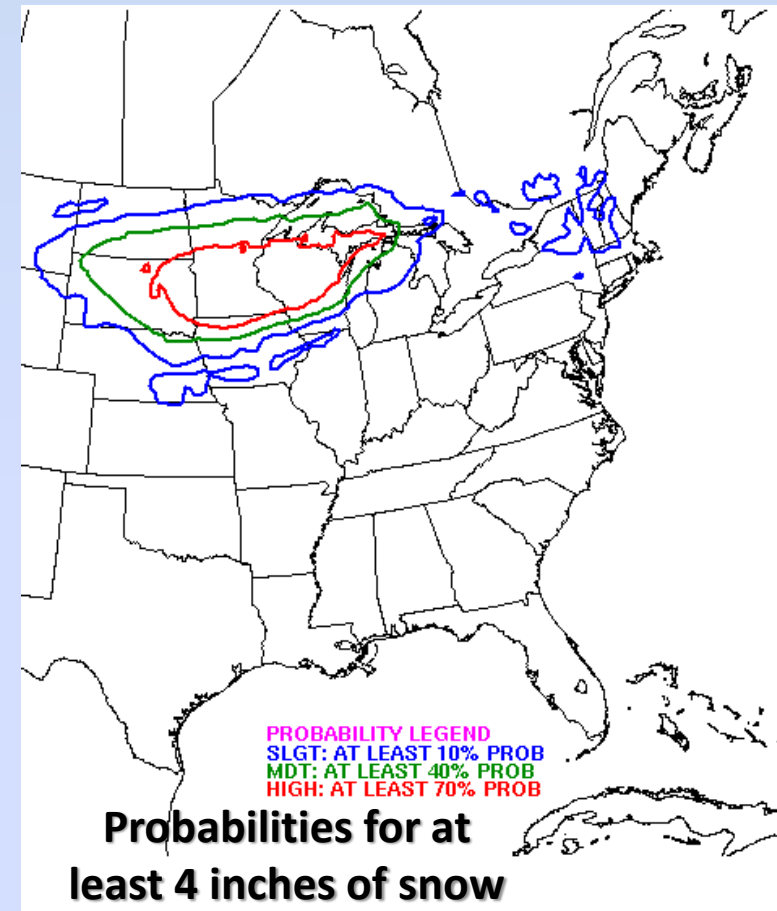 PROBABILITY LEGEND
SLGT: AT LEAST 10% PROB
MDT: AT LEAST 40% PROB
HIGH: AT LEAST 70% PROB
Probabilities for at
least 4 inches of snow